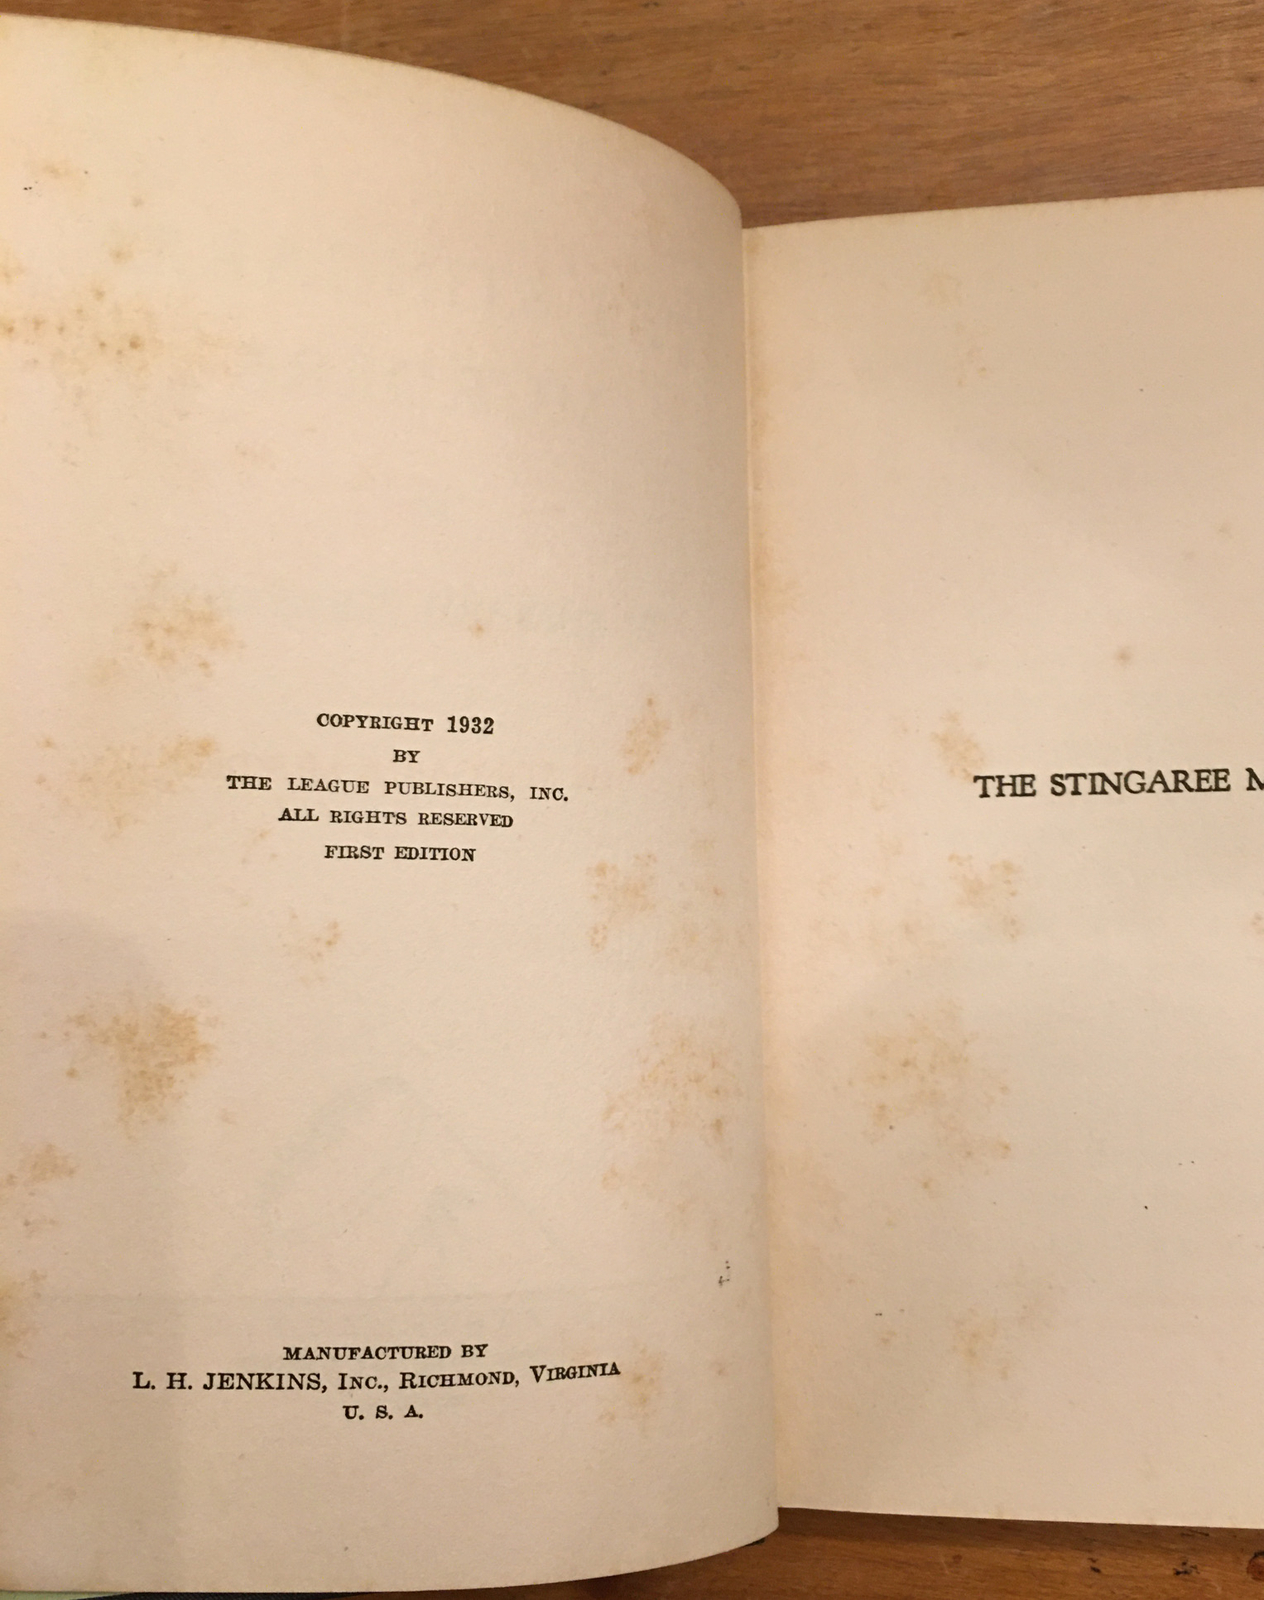 COPYRIGHT 1932
BY
THE LEAGUE PUBLISHERS, INC.
ALL RIGHTS RESERVED
FIRST EDITION
MANUFACTURED BY
L. H. JENKINS, INC., RICHMOND, VIRGINIA
U. S. A.
THE STINGAREE